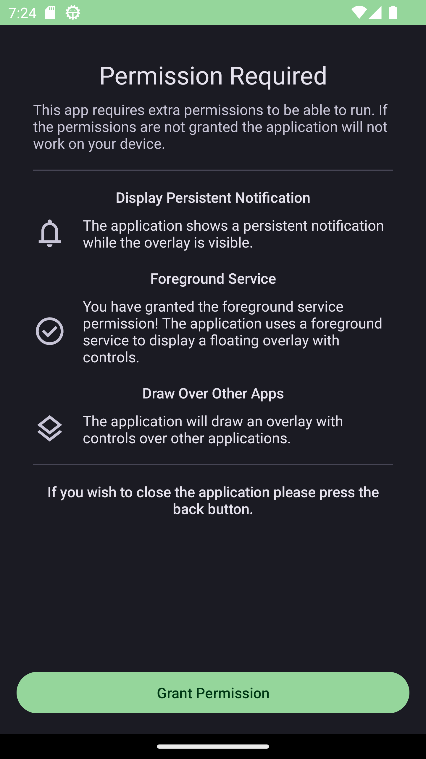 7:24
Permission Required
This app requires extra permissions to be able to run. If
the permissions are not granted the application will not
work on your device.
Display Persistent Notification
The application shows a persistent notification
while the overlay is visible.
Foreground Service
You have granted the foreground service
permission! The application uses a foreground
service to display a floating overlay with
controls.
Draw Over Other Apps
The application will draw an overlay with
controls over other applications.
If you wish to close the application please press the
back button.
Grant Permission